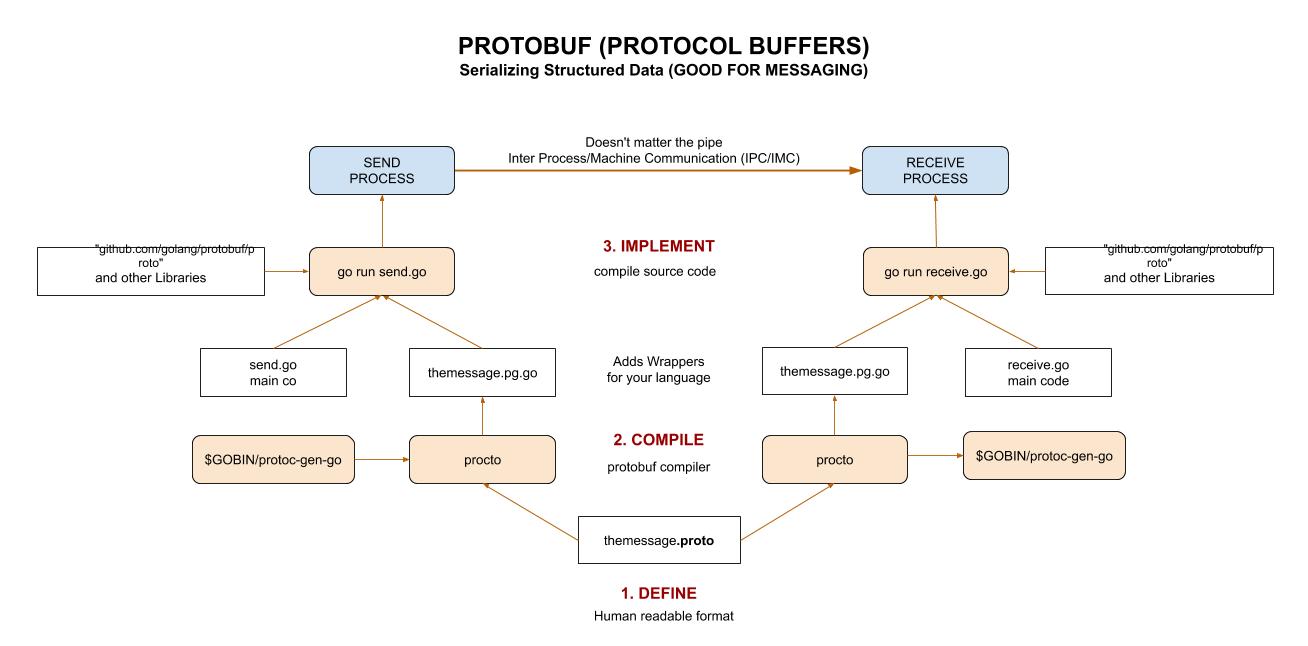 PROTOBUF (PROTOCOL BUFFERS)
Serializing Structured Data (GOOD FOR MESSAGING)
Doesn't matter the pipe
Inter Process/Machine Communication (IPC/IMC)
SEND
PROCESS
RECEIVE
PROCESS
"github.com/golang/protobuf/p
roto"
and other Libraries
go run send.go
3. IMPLEMENT
compile source code
go run receive.go
"github.com/golang/protobuf/p
roto"
and other Libraries
send.go
main co
themessage.pg.go
Adds Wrappers
for your language
themessage.pg.go
receive.go
main code
$GOBIN/protoc-gen-go
procto
2. COMPILE
protobuf compiler
procto
$GOBIN/protoc-gen-go
themessage.proto
1. DEFINE
Human readable format